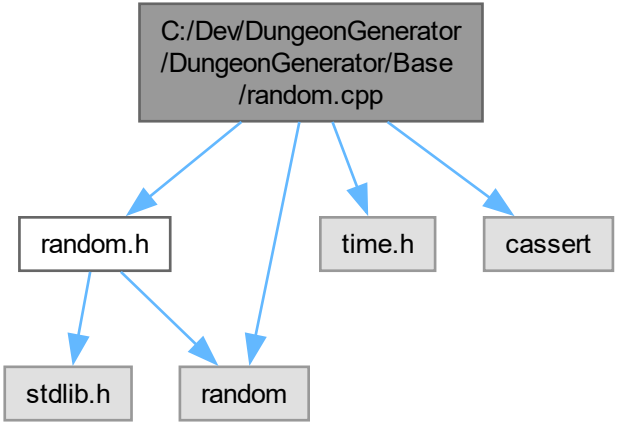 C:/Dev/DungeonGenerator
/DungeonGenerator/Base
/random.cpp
random.h
time.h
cassert
stdlib.h
random